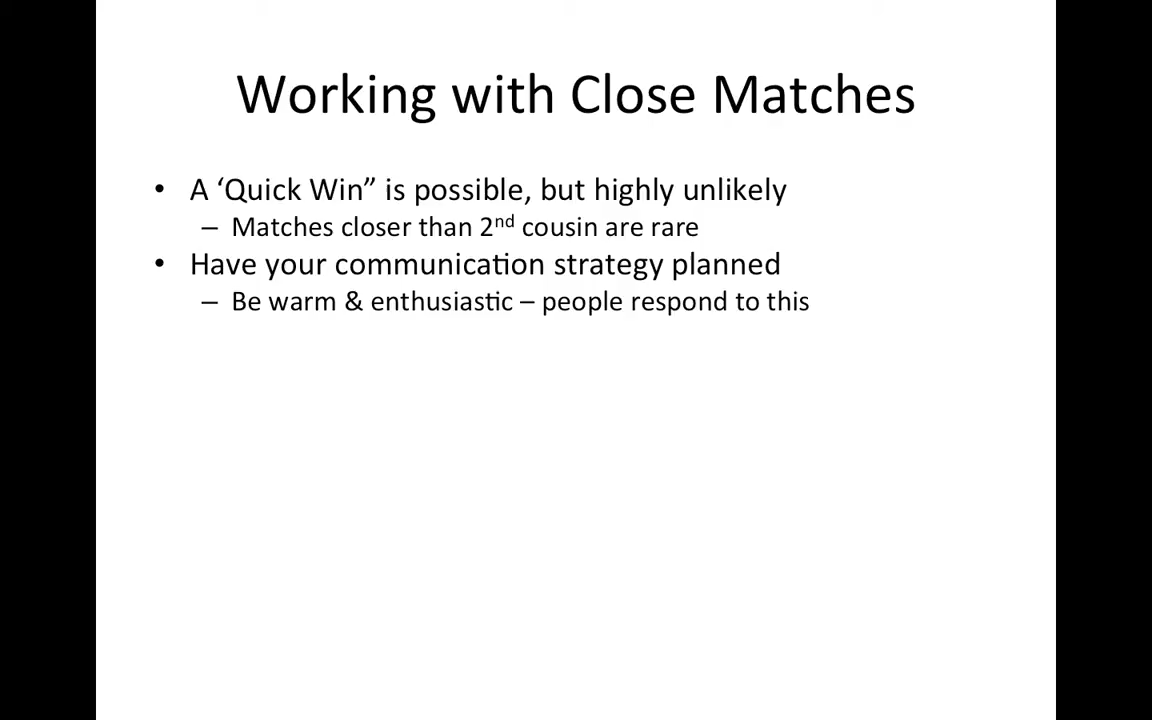 Working with Close Matches
• A ‘Quick Win” is possible, but highly unlikely
– Matches closer than 2nd cousin are rare
• Have your communication strategy planned
– Be warm & enthusiastic – people respond to this